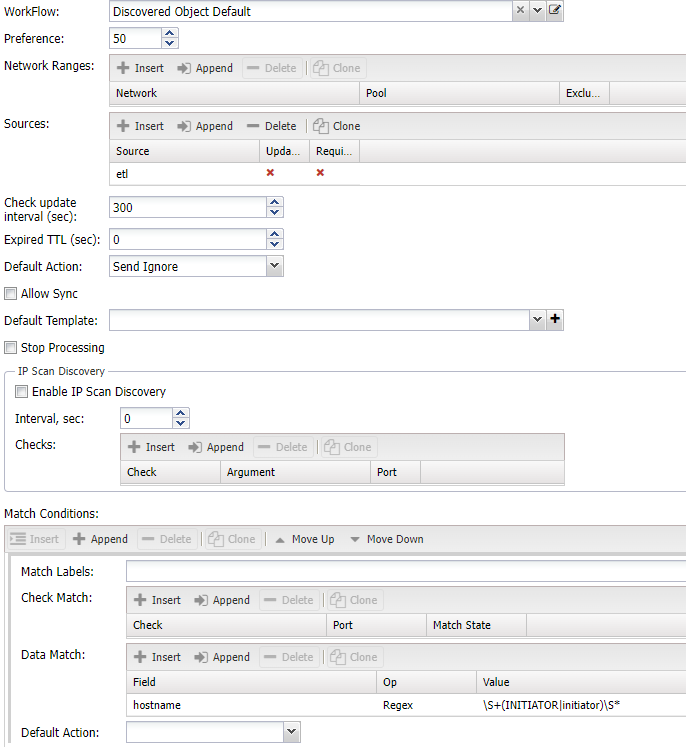 WorkFlow: Discovered Object Default
Preference: 50
Network Ranges: Insert Append Delete Clone
Network Pool Exclu...
Sources: Insert Append Delete Clone
Source Upda... Requi...
etl
Check update
interval (sec): 300
Expired TTL (sec): 0
Default Action: Send Ignore
Allow Sync
Default Template:
Stop Processing
IP Scan Discovery
Enable IP Scan Discovery
Interval, sec: 0
Checks: Insert Append Delete Clone
Check Argument Port
Match Conditions:
Insert Append Delete Clone Move Up Move Down
Match Labels:
Check Match: Insert Append Delete Clone
Check Port Match State
Data Match: Insert Append Delete Clone
Field Op Value
hostname Regex \S+(INITIATOR|initiator)\S*
Default Action: